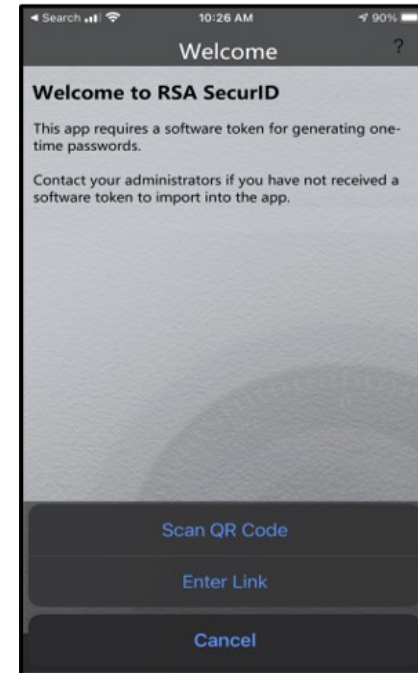 Search 10:26 AM 90%
Welcome ?
Welcome to RSA SecurID
This app requires a software token for generating one-
time passwords.
Contact your administrators if you have not received a
software token to import into the app.
Scan QR Code
Enter Link
Cancel